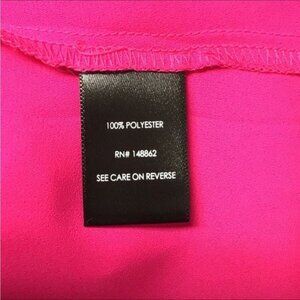 100% POLYESTER
RN# 148862
SEE CARE ON REVERSE